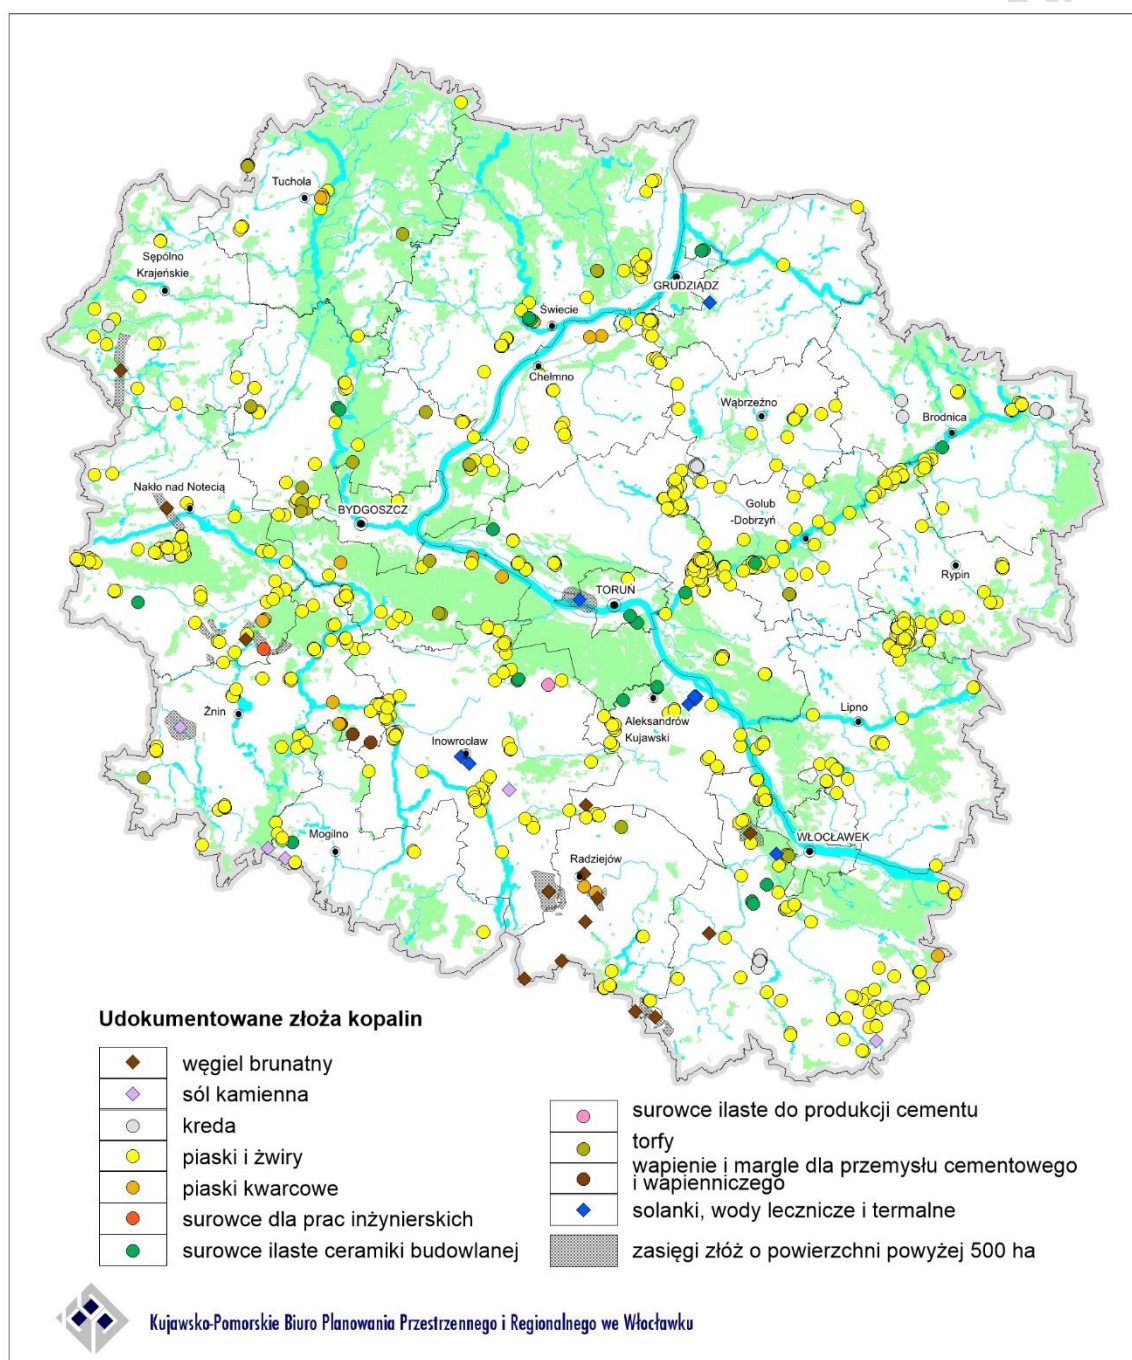 Tuchola
Sępólno
Krajeńskie
GRUDZIĄDZ
Świecie
Chełmno
Wąbrzeźno
Brodnica
Nakło nad Notecią
BYDGOSZCZ
Golub
-Dobrzyń
Rypin
TORUŃ
Żnin
Lipno
Aleksandrów
Kujawski
Inowrocław
Mogilno
WŁOCŁAWEK
Radziejów
Udokumentowane złoża kopalin
węgiel brunatny
sól kamienna
kreda
piaski i żwiry
piaski kwarcowe
surowce dla prac inżynierskich
surowce ilaste ceramiki budowlanej
surowce ilaste do produkcji cementu
torfy
wapienie i margle dla przemysłu cementowego
i wapienniczego
solanki, wody lecznicze i termalne
zasięgi złóż o powierzchni powyżej 500 ha
Kujawsko-Pomorskie Biuro Planowania Przestrzennego i Regionalnego we Włocławku